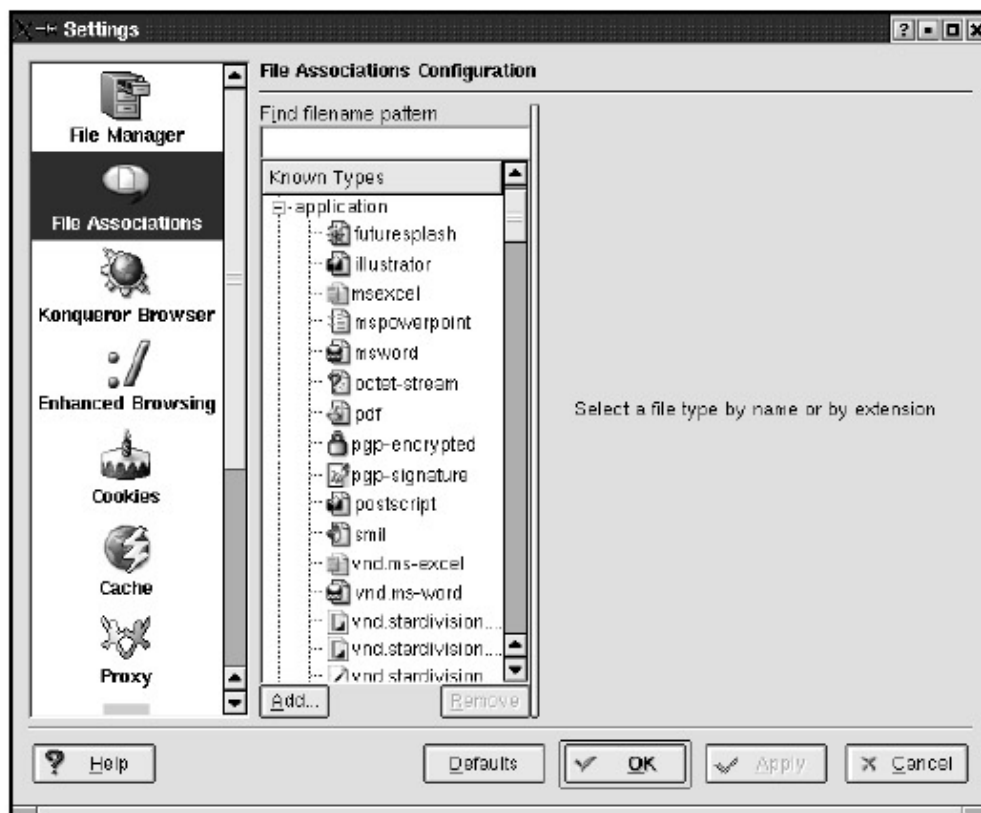 Settings
File Manager
File Associations
Konqueror Browser
Enhanced Browsing
Cookies
Cache
Proxy
File Associations Configuration
Find filename pattern
Known Types
application
futuresplash
illustrator
msexcel
mspowerpoint
msword
octet-stream
pdf
pgp-encrypted
pgp-signature
postscript
smil
vnd.ms-excel
vnd.ms-word
vnd.stardivision....
vnd.stardivision....
vnd.stardivision
Add...
Remove
Select a file type by name or by extension
Help
Defaults
OK
Apply
Cancel